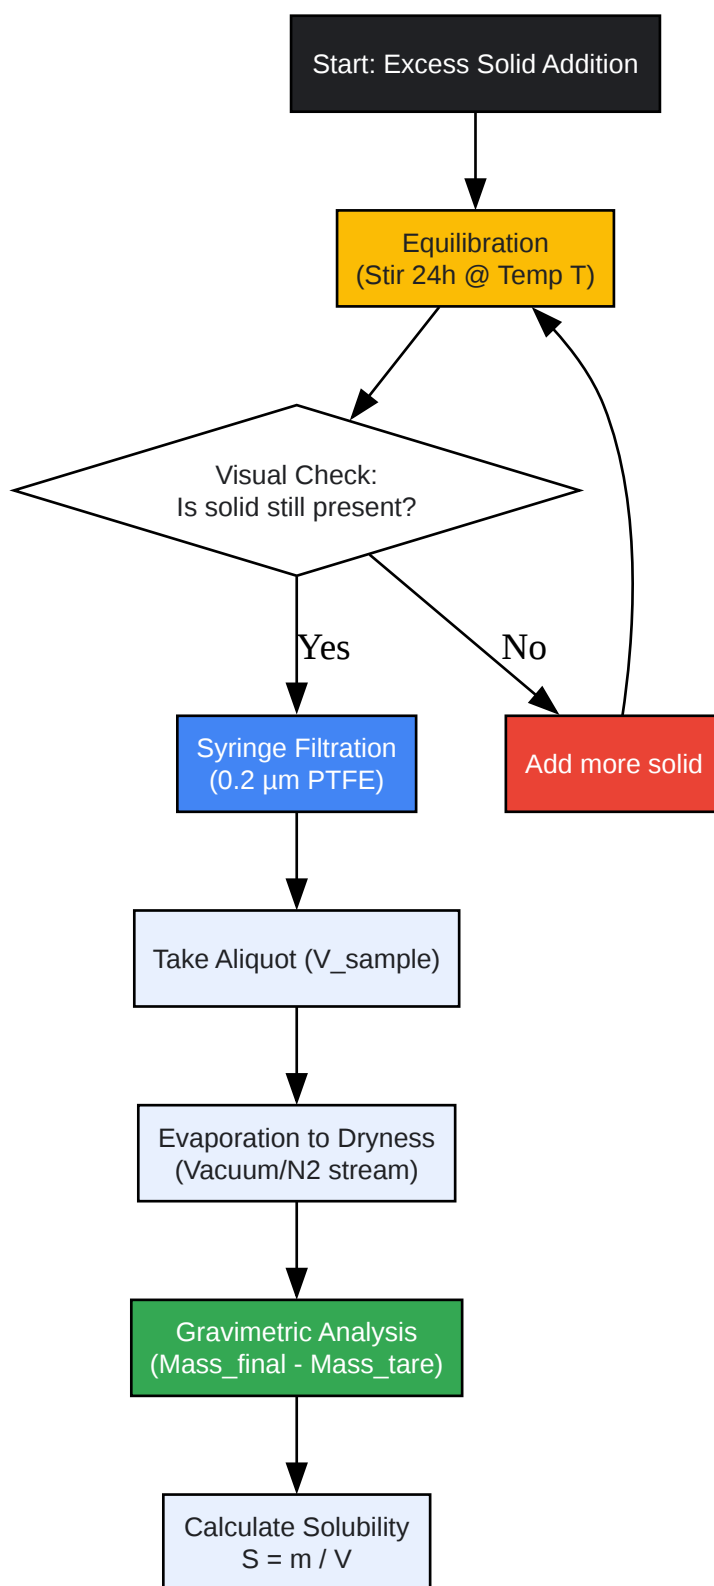 Start: Excess Solid Addition
Equilibration
(Stir 24h @ Temp T)
Visual Check:
Is solid still present?
Yes
No
Syringe Filtration
(0.2 µm PTFE)
Add more solid
Take Aliquot (V_sample)
Evaporation to Dryness
(Vacuum/N2 stream)
Gravimetric Analysis
(Mass_final - Mass_tare)
Calculate Solubility
S = m / V